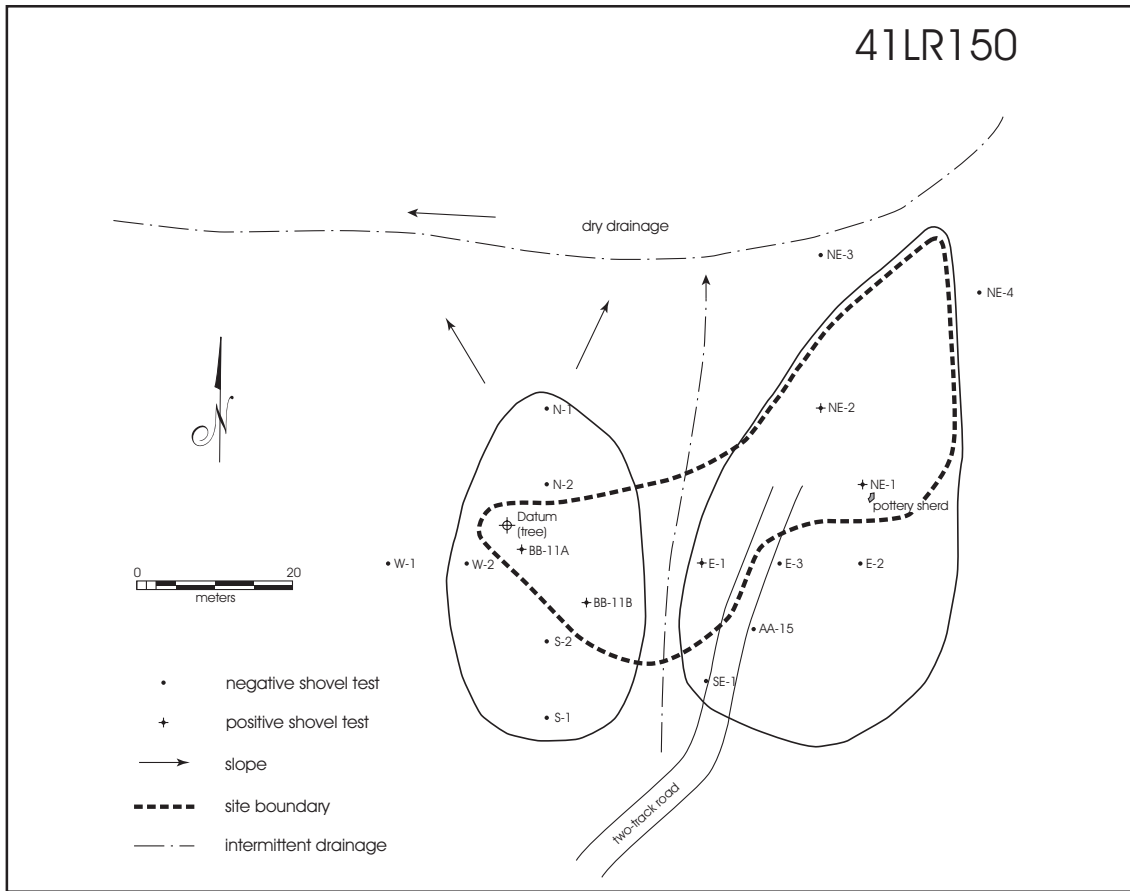 41LR150
dry drainage
NE-3
NE-4
N-1
NE-2
N
N-2
NE-1
pottery sherd
Datum
(tree)
BB-11A
W-1
W-2
E-1
E-3
E-2
0
20
meters
BB-11B
AA-15
S-2
SE-1
S-1
two-track road
negative shovel test
positive shovel test
slope
site boundary
intermittent drainage